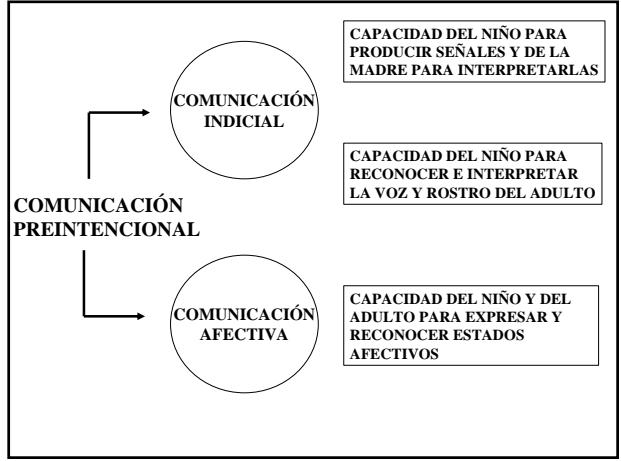 CAPACIDAD DEL NIÑO PARA
PRODUCIR SEÑALES Y DE LA
MADRE PARA INTERPRETARLAS
COMUNICACIÓN
INDICIAL
CAPACIDAD DEL NIÑO PARA
RECONOCER E INTERPRETAR
LA VOZ Y ROSTRO DEL ADULTO
COMUNICACIÓN
PREINTENCIONAL
COMUNICACIÓN
AFECTIVA
CAPACIDAD DEL NIÑO Y DEL
ADULTO PARA EXPRESAR Y
RECONOCER ESTADOS
AFECTIVOS